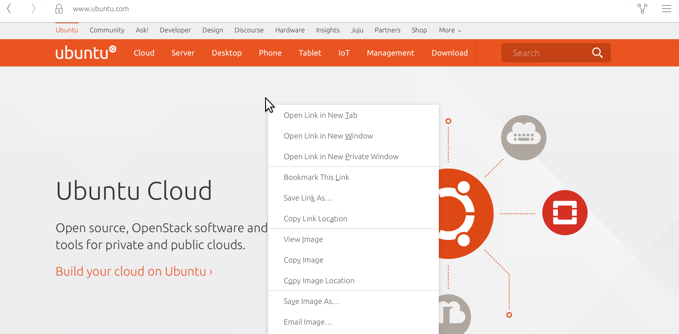 www.ubuntu.com
Ubuntu Community Ask! Developer Design Discourse Hardware Insights Juju Partners Shop More
ubuntu Cloud Server Desktop Phone Tablet IoT Management Download Search
Open Link in New Tab
Open Link in New Window
Open Link in New Private Window
Bookmark This Link
Save Link As...
Copy Link Location
View Image
Copy Image
Copy Image Location
Save Image As...
Email Image...
Ubuntu Cloud
Open source, OpenStack software and
tools for private and public clouds.
Build your cloud on Ubuntu ›